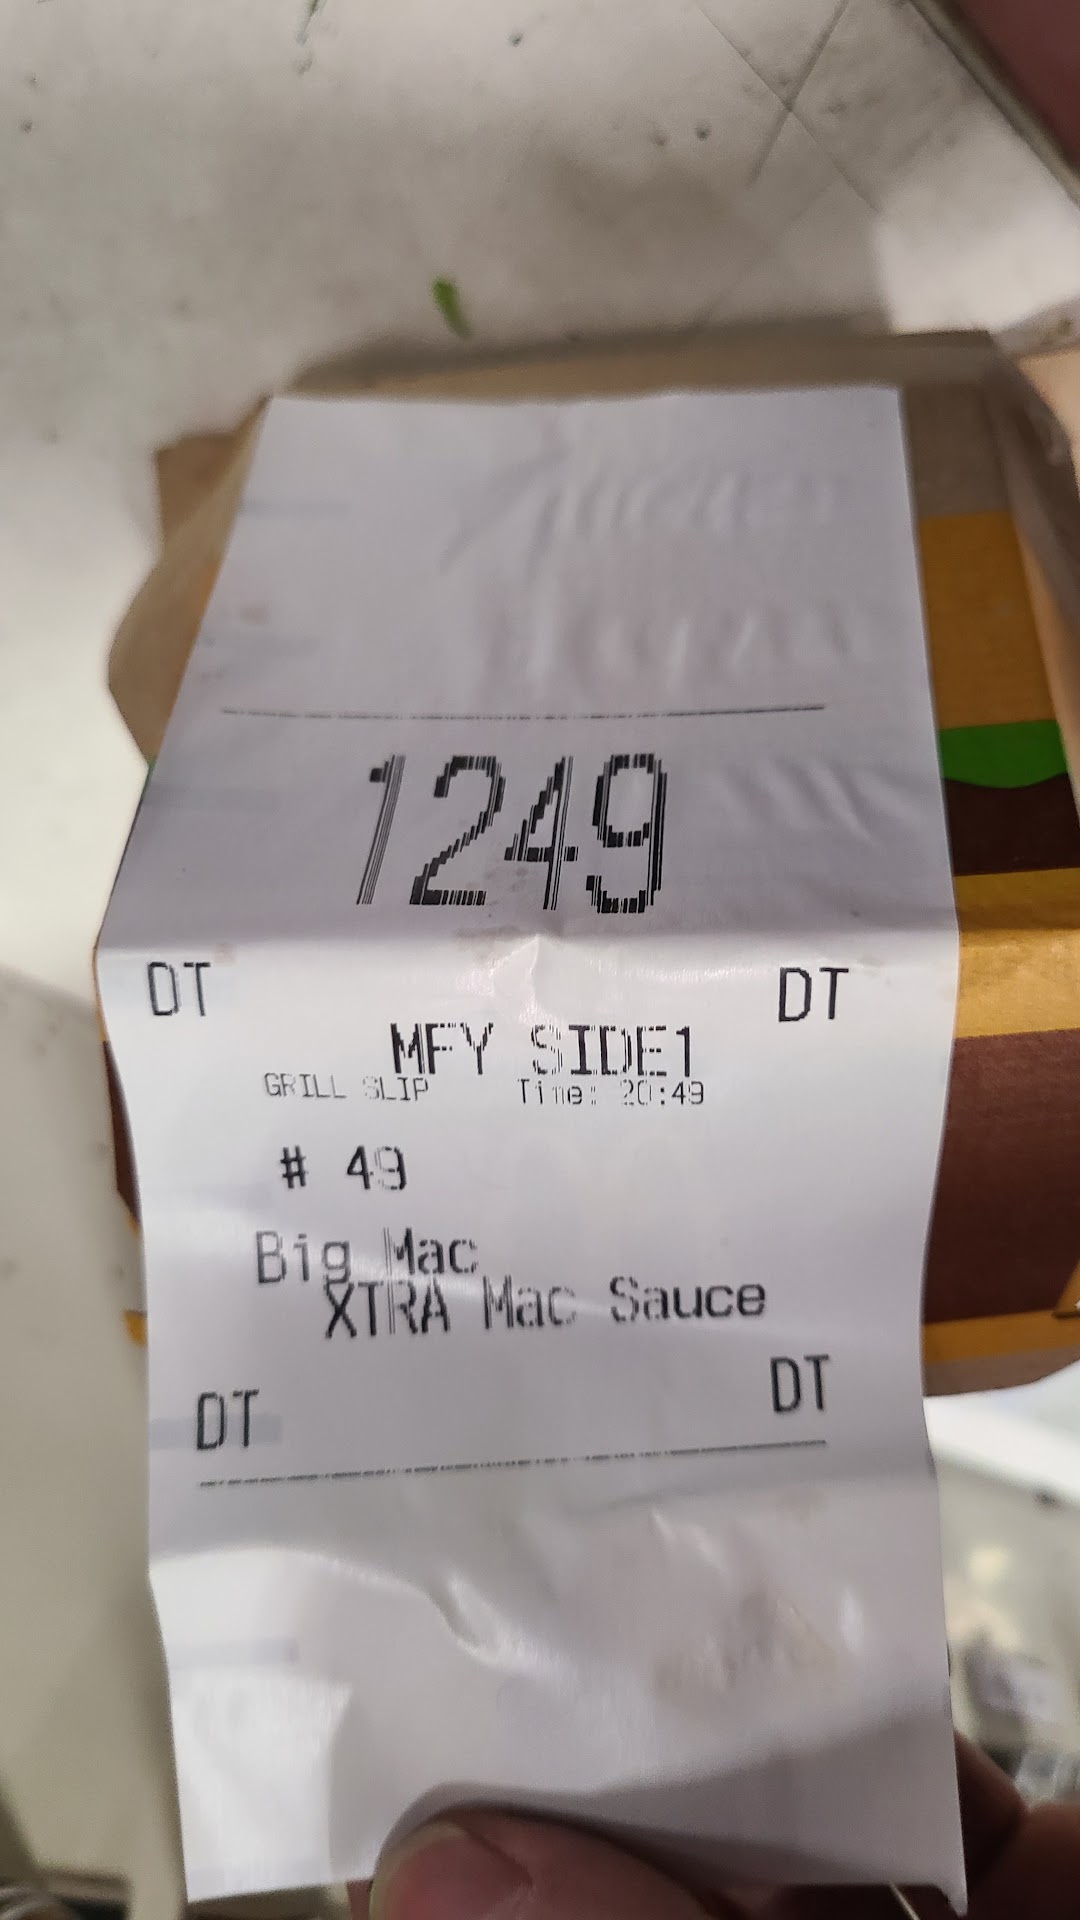 1249
DT DT
MFY SIDE1
GRILL SLIP Time: 20:49
# 49
Big Mac
XTRA Mac Sauce
DT DT